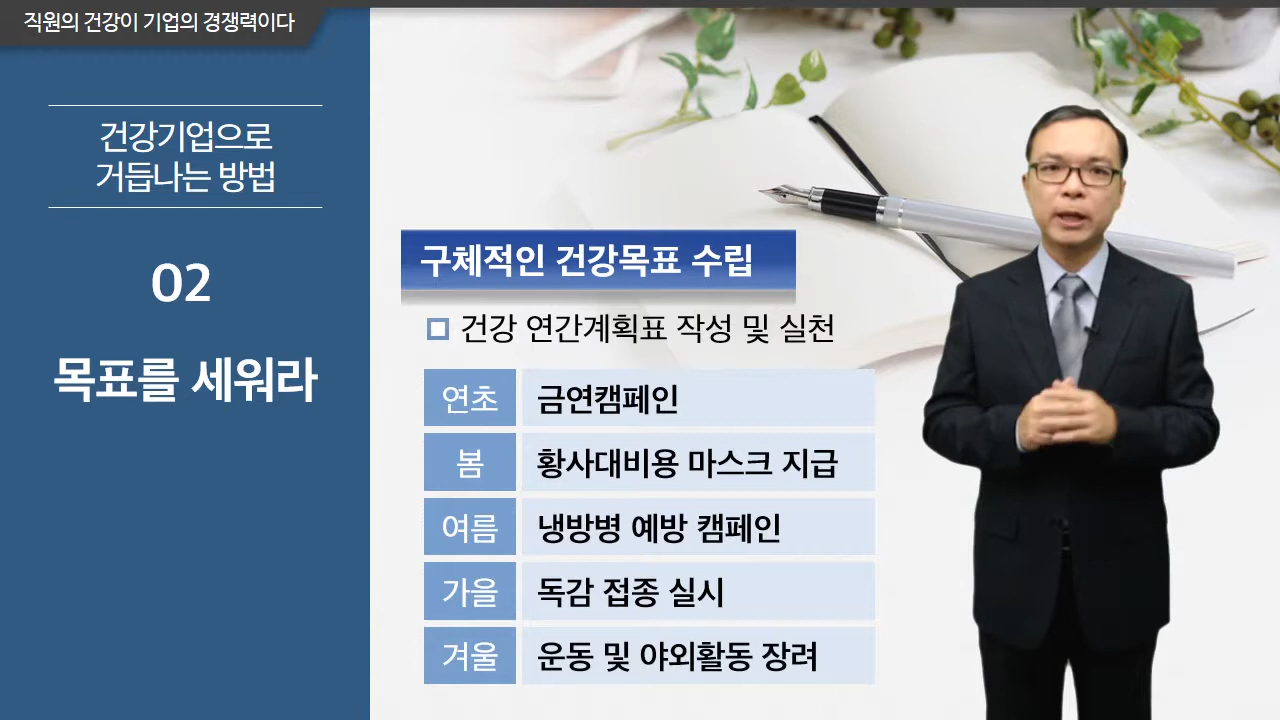 직원의 건강이 기업의 경쟁력이다
건강기업으로
거듭나는 방법
02
목표를 세워라
구체적인 건강목표 수립
건강 연간계획표 작성 및 실천
연초 금연캠페인
봄 황사대비용 마스크 지급
여름 냉방병 예방 캠페인
가을 독감 접종 실시
겨울 운동 및 야외활동 장려